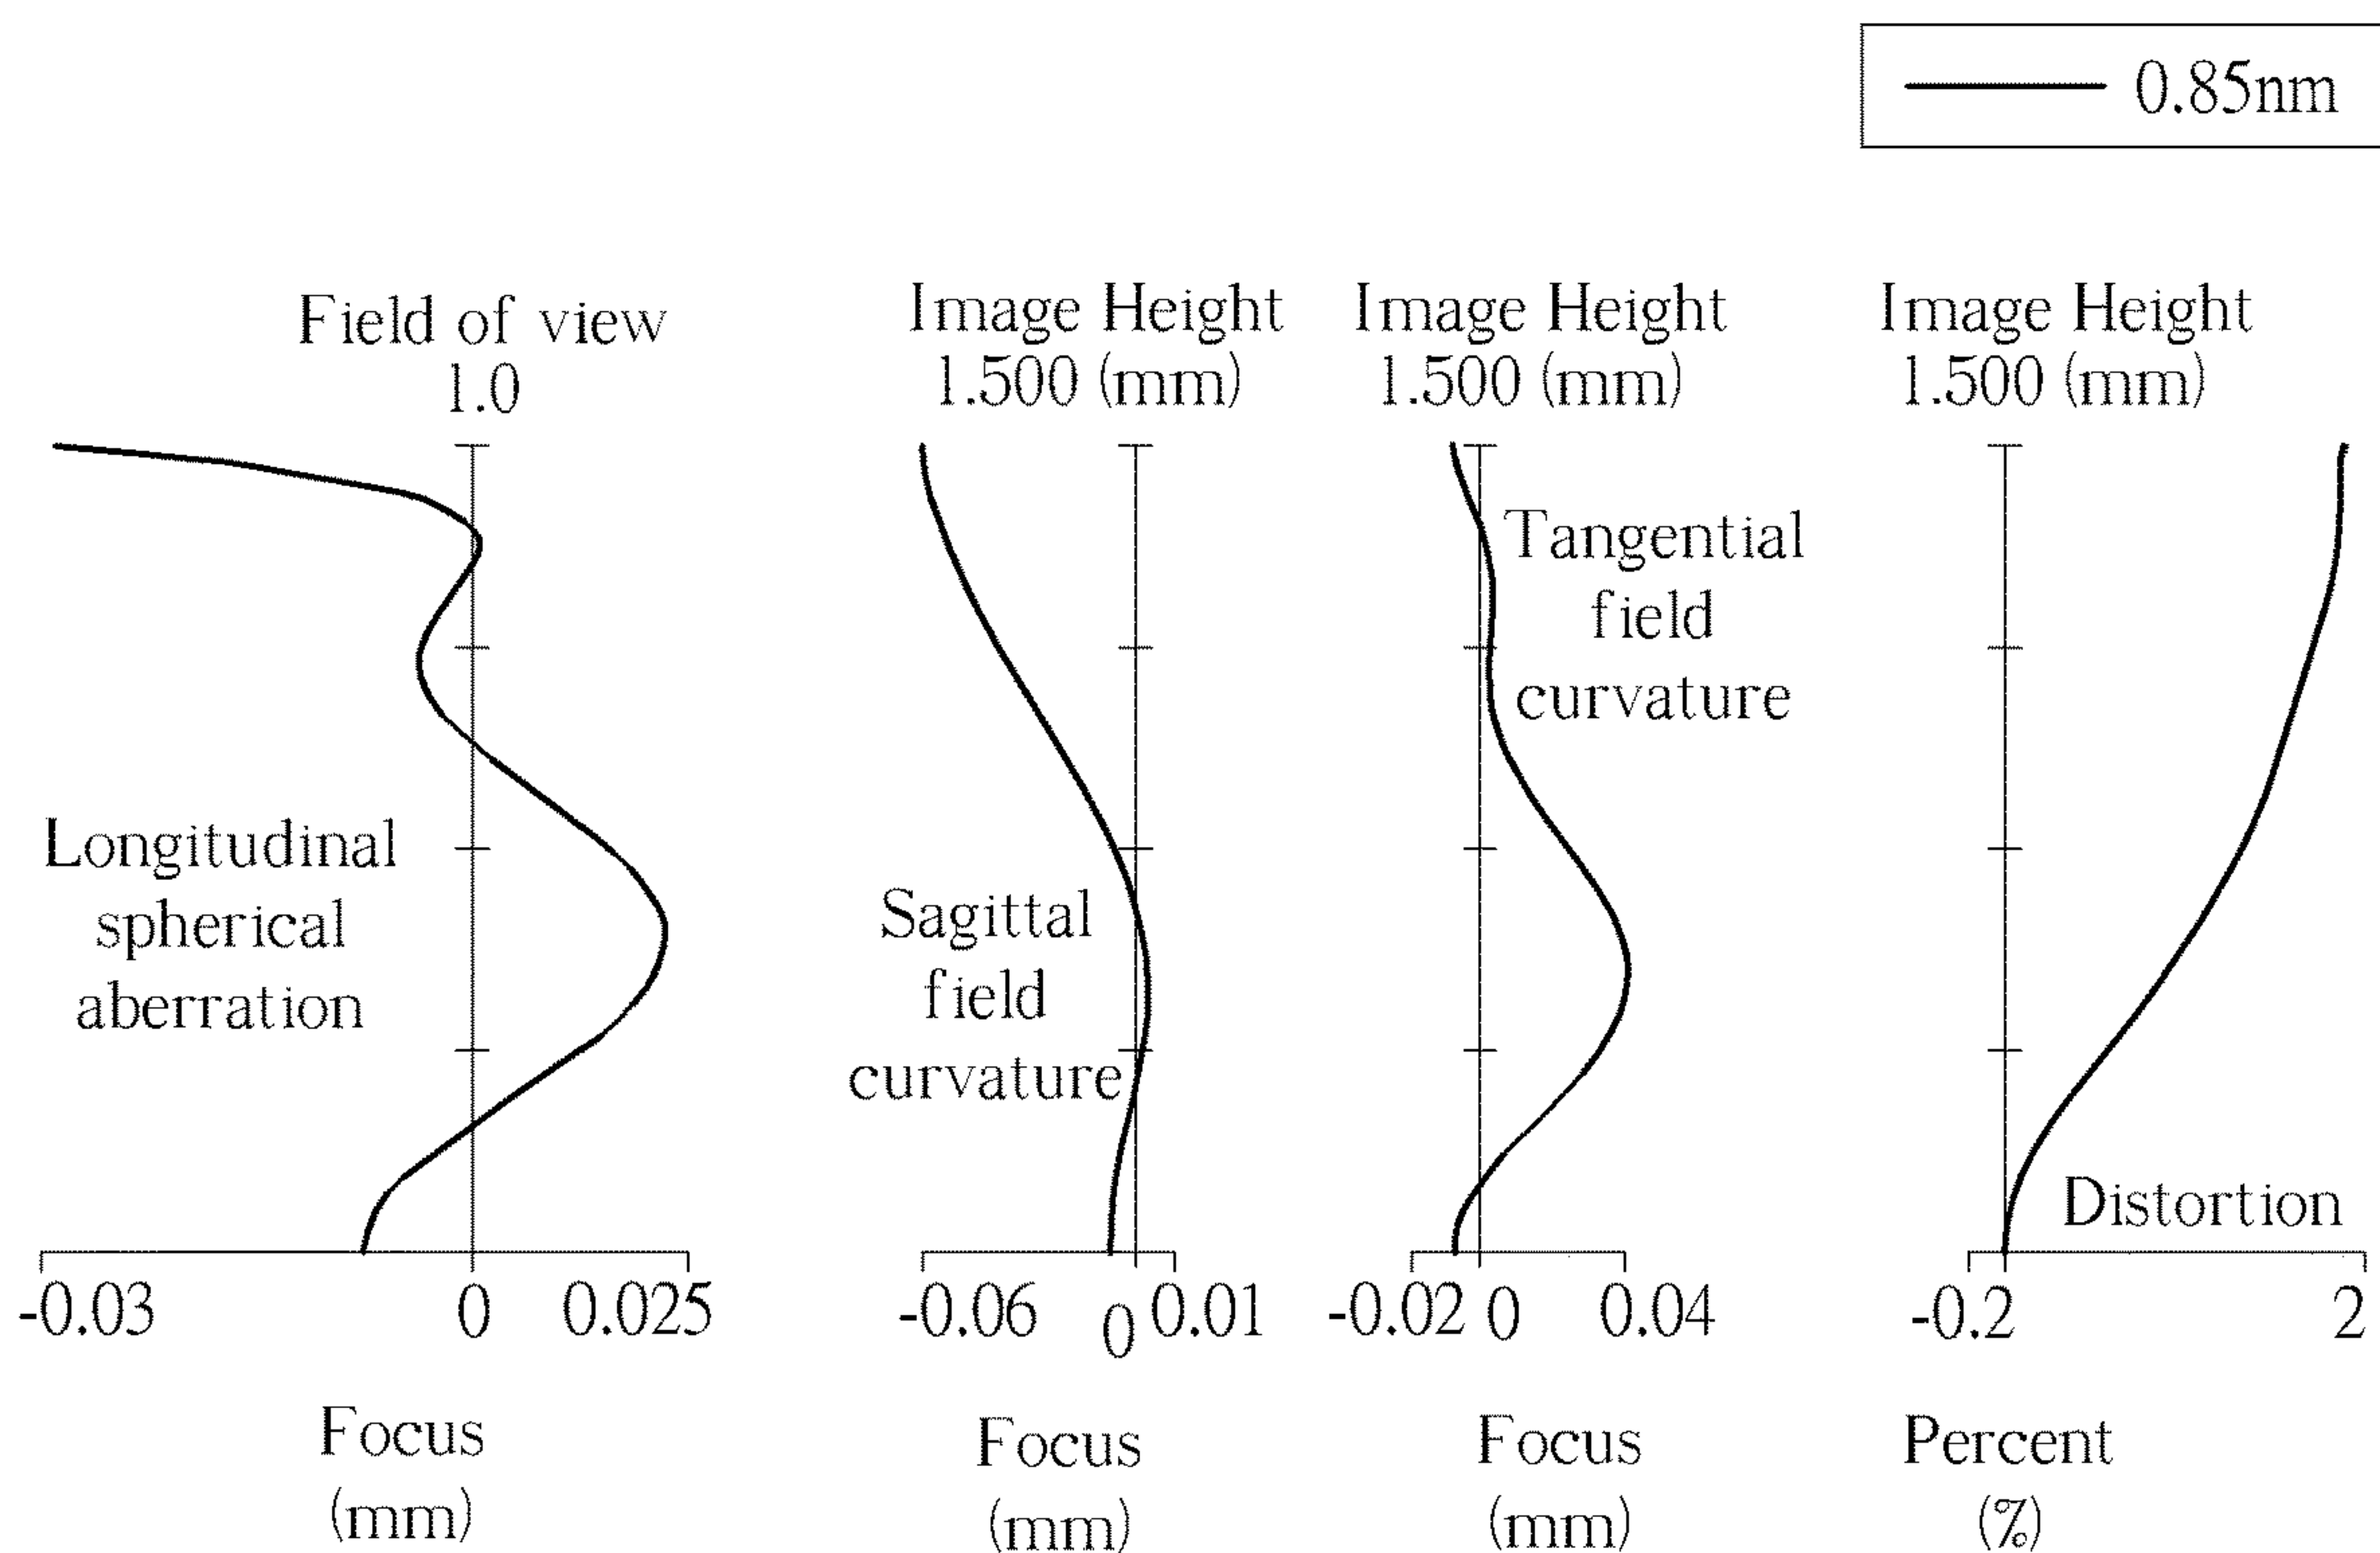 0.85nm
Field of view
1.0
Longitudinal
spherical
aberration
-0.03
0
0.025
Focus
(mm)
Image Height
1.500 (mm)
Sagittal
field
curvature
-0.06
0
0.01
Focus
(mm)
Image Height
1.500 (mm)
Tangential
field
curvature
-0.02
0
0.04
Focus
(mm)
Image Height
1.500 (mm)
Distortion
-0.2
2
Percent
(%)